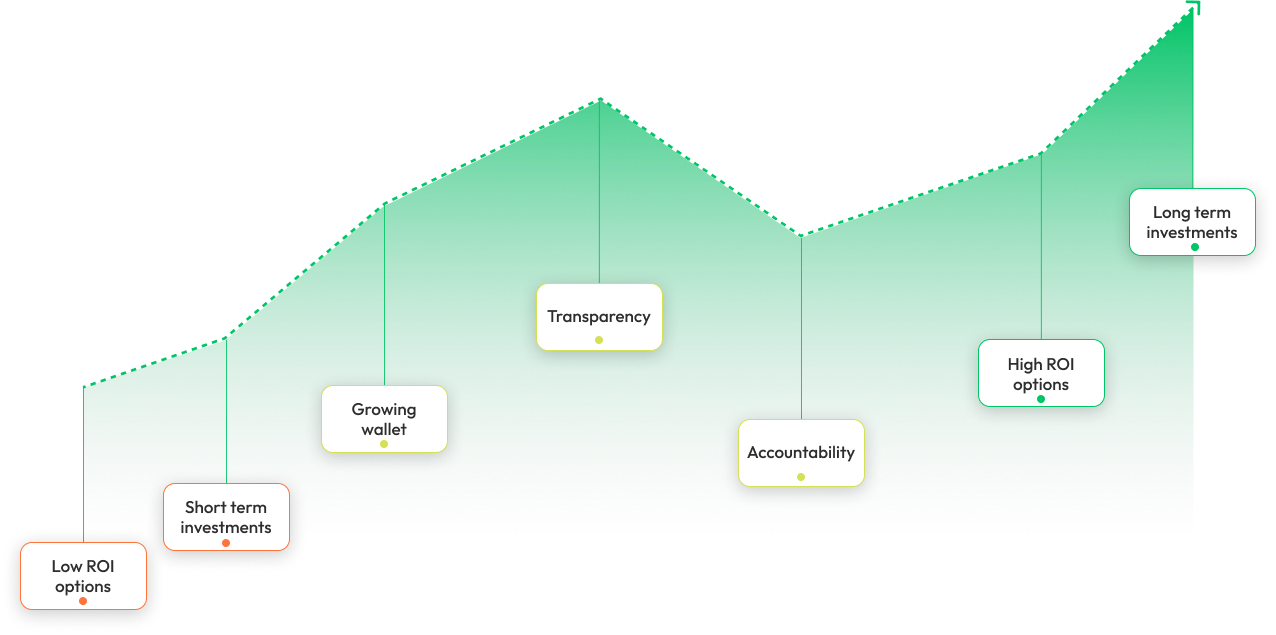 Low ROI
options
Short term
investments
Growing
wallet
Transparency
Accountability
High ROI
options
Long term
investments